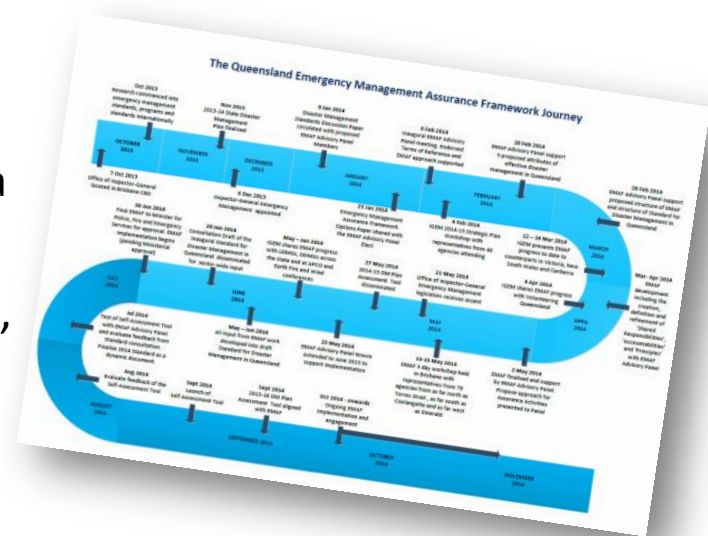 The Queensland Emergency Management Assurance Framework Journey
Oct 2013
Research commenced into
emergency management
standards, programs and
standards internationally
Nov 2013
2013-14 State Disaster
Management
Plan finalised
9 Jan 2014
Disaster Management
Standards Discussion Paper
circulated with proposed
EMAF Advisory Panel
Members
6 Feb 2014
Inaugural EMAF Advisory
Panel meeting. Endorsed
Terms of Reference and
EMAF approach supported
28 Feb 2014
EMAF Advisory Panel support
9 proposed attributes of
effective disaster
management in Queensland
28 Feb 2014
EMAF Advisory Panel support
proposed structure of EMAF
and structure of Standard for
Disaster Management in
Queensland
OCTOBER
2013
NOVEMBER
2013
DECEMBER
2013
JANUARY
2014
FEBRUARY
2014
MARCH
2014
APRIL
2014
7 Oct 2013
Office of Inspector-General
located in Brisbane CBD
6 Dec 2013
Inspector-General Emergency
Management appointed
23 Jan 2014
Emergency Management
Assurance Framework
Options Paper shared with
the EMAF Advisory Panel
Elect
4 Feb 2014
IGEM 2014-15 Strategic Plan
Workshop with
representatives from 40
agencies attending
12 – 14 Mar 2014
IGEM presents EMAF
progress to date to
counterparts in Victoria, New
South Wales and Canberra
4 Apr 2014
IGEM shares EMAF progress
with Volunteering
Queensland
Mar- Apr 2014
EMAF
development
including the
creation,
definition and
refinement of
'Shared
Responsibilities',
'Accountabilities'
and 'Principles'
with EMAF
Advisory Panel
30 Jun 2014
Final EMAF to Minister for
Police, Fire and Emergency
Services for approval. EMAF
implementation begins
(pending Ministerial
approval)
20 Jun 2014
Consultation Draft of the
Inaugural Standard for
Disaster Management in
Queensland disseminated
for sector-wide input
May – Jun 2014
IGEM shares EMAF progress
with LDMGs, DDMGs across
the State and at APCO and
Earth Fire and Wind
conferences
27 May 2014
2014-15 DM Plan
Assessment Tool
disseminated
21 May 2014
Office of Inspector-General
Emergency Management
legislation receives assent
JULY
2014
JUNE
2014
MAY
2014
Jul 2014
Test of Self-Assessment Tool
with EMAF Advisory Panel
and evaluate feedback from
Standard consultation.
Finalise 2014 Standard as a
dynamic document.
May – Jun 2014
All input from EMAF work
developed into draft
Standard for Disaster
Management in Queensland
23 May 2014
EMAF Advisory Panel tenure
extended to June 2015 to
support implementation
13-15 May 2014
EMAF 3 day workshop held
in Brisbane with
representatives from 70
agencies from as far north as
Torres Strait, as far south as
Coolangatta and as far west
as Emerald
2 May 2014
EMAF finalised and support
by EMAF Advisory Panel.
Propose approach for
Assurance Activities
presented to Panel
Aug 2014
Evaluate feedback of the
Self-Assessment Tool
Sept 2014
Launch of
Self-Assessment Tool
Sept 2014
2015-16 DM Plan
Assessment Tool aligned
with EMAF
Oct 2014 - onwards
Ongoing EMAF
implementation and
engagement
AUGUST
2014
SEPTEMBER 2014
OCTOBER
2014
NOVEMBER
2014